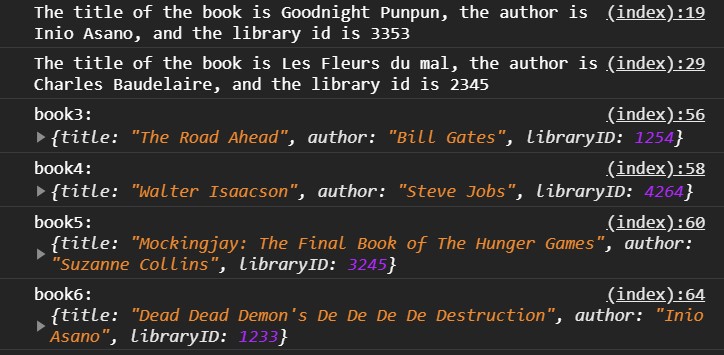 The title of the book is Goodnight Punpun, the author is (index):19
Inio Asano, and the library id is 3353
The title of the book is Les Fleurs du mal, the author is (index):29
Charles Baudelaire, and the library id is 2345
book3: (index):56
{title: "The Road Ahead", author: "Bill Gates", libraryID: 1254}
book4: (index):58
{title: "Walter Isaacson", author: "Steve Jobs", libraryID: 4264}
book5: (index):60
{title: "Mockingjay: The Final Book of The Hunger Games", author:
"Suzanne Collins", libraryID: 3245}
book6: (index):64
{title: "Dead Dead Demon's De De De De Destruction", author: "Inio
Asano", libraryID: 1233}